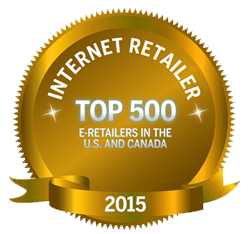 INTERNET RETAILER
TOP 500
E-RETAILERS IN THE
U.S. AND CANADA
2015